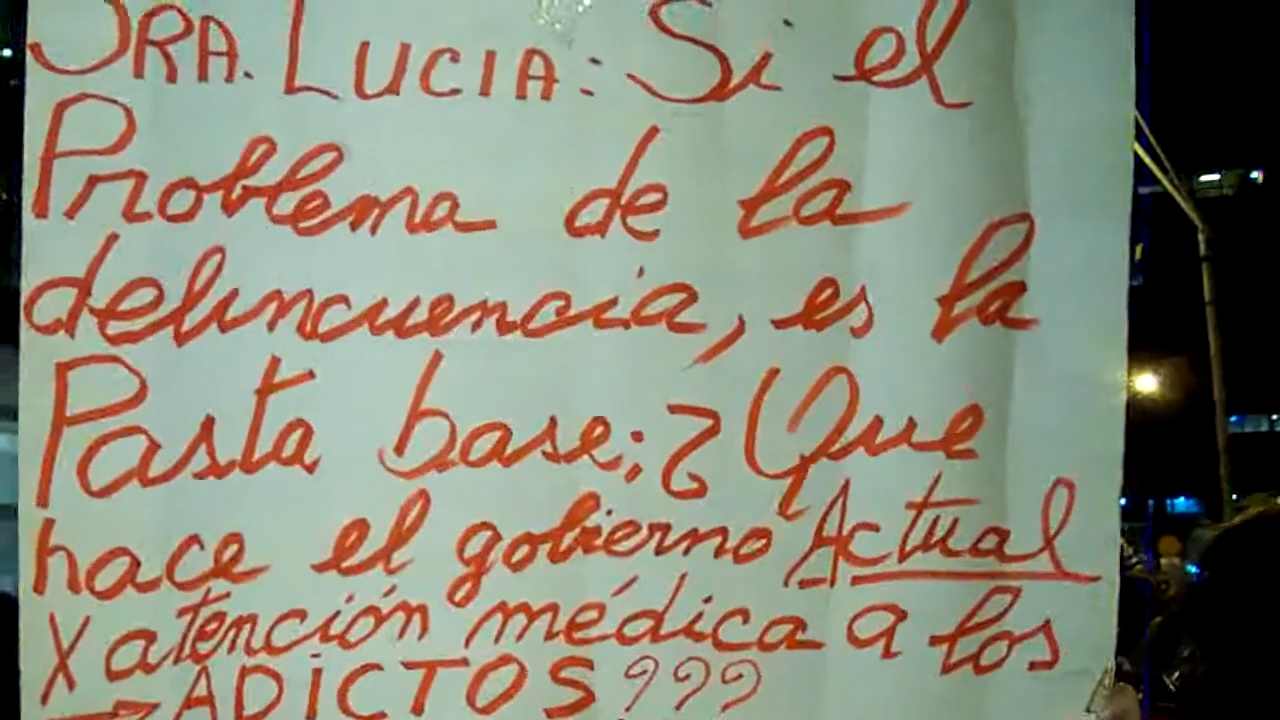 SRA. LUCIA: Si el
Problema de la
delincuencia, es la
Pasta base; ¿Que
hace el gobierno Actual
X atención médica a los
→ ADICTOS???